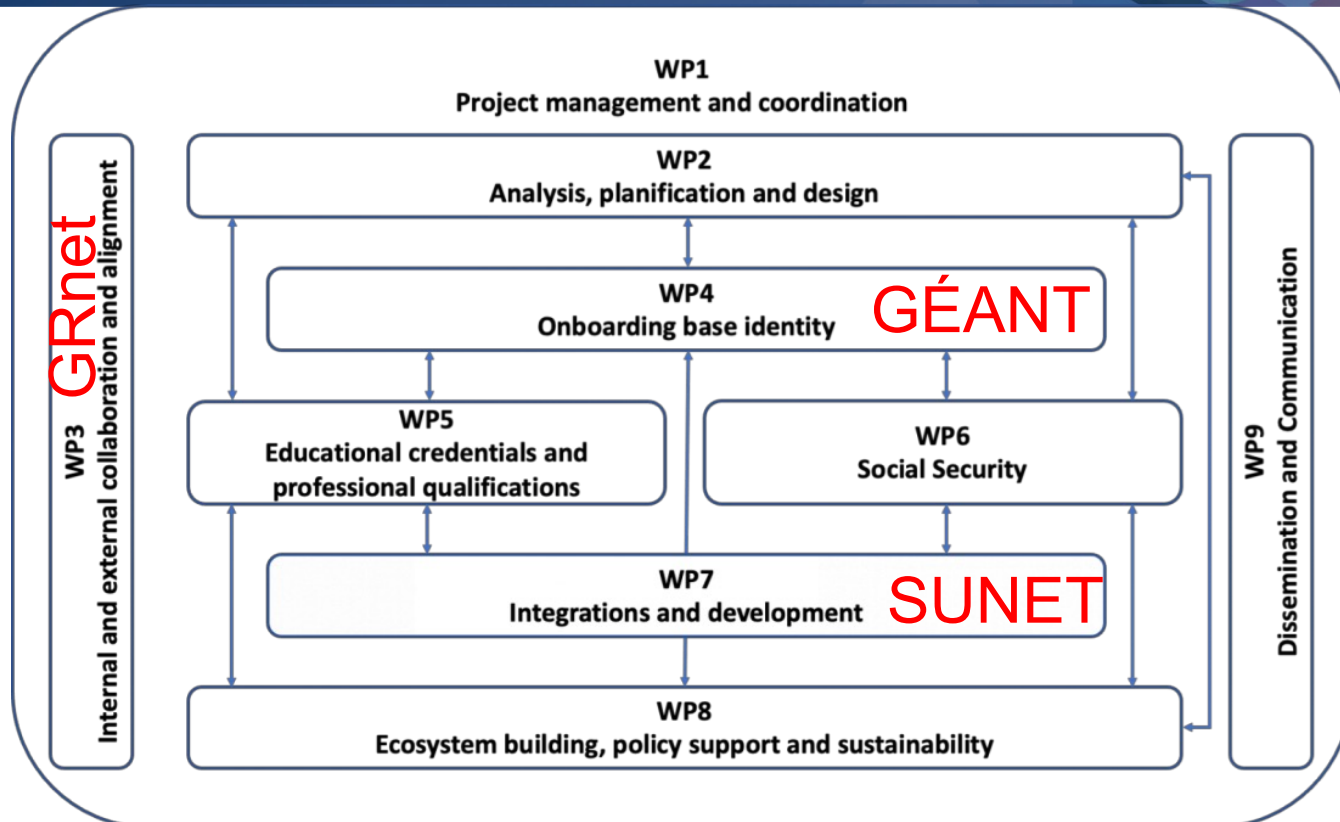 WP1
Project management and coordination
WP2
Analysis, planification and design
WP3
Internal and external collaboration and alignment
GRnet
WP4
Onboarding base identity
GÉANT
WP5
Educational credentials and
professional qualifications
WP6
Social Security
WP7
Integrations and development
SUNET
WP8
Ecosystem building, policy support and sustainability
WP9
Dissemination and Communication